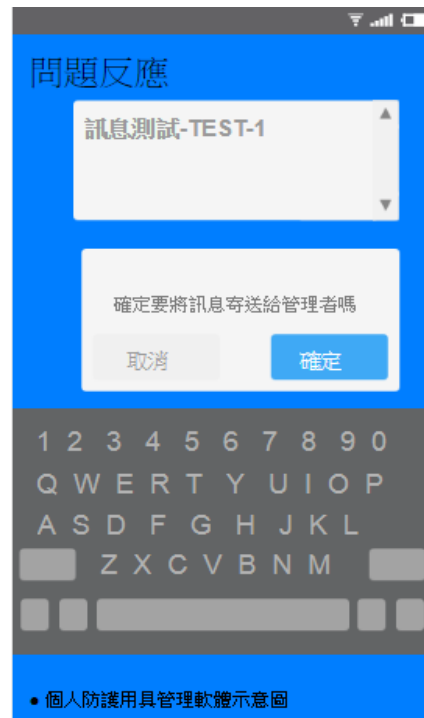 問題反應
訊息測試-TEST-1
確定要將訊息寄送給管理者嗎
取消
確定
1 2 3 4 5 6 7 8 9 0
Q W E R T Y U I O P
A S D F G H J K L
Z X C V B N M
● 個人防護用具管理軟體示意圖